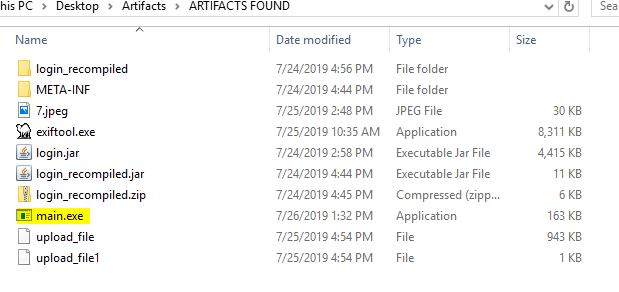 his PC > Desktop > Artifacts > ARTIFACTS FOUND Sea
Name Date modified Type Size
login_recompiled 7/24/2019 4:56 PM File folder
META-INF 7/24/2019 4:44 PM File folder
7.jpeg 7/25/2019 2:48 PM JPEG File 30 KB
exiftool.exe 7/25/2019 10:35 AM Application 8,311 KB
login.jar 7/24/2019 2:58 PM Executable Jar File 4,415 KB
login_recompiled.jar 7/24/2019 4:44 PM Executable Jar File 11 KB
login_recompiled.zip 7/24/2019 4:45 PM Compressed (zipp... 6 KB
main.exe 7/26/2019 1:32 PM Application 163 KB
upload_file 7/25/2019 4:54 PM File 943 KB
upload_file1 7/25/2019 4:54 PM File 1 KB